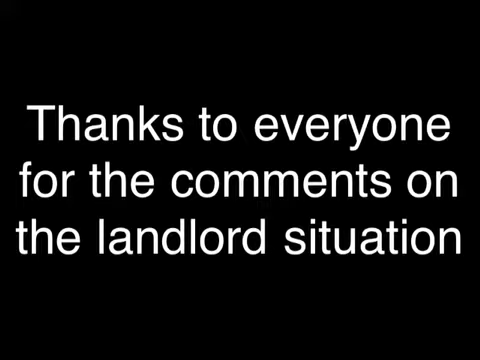 Thanks to everyone
for the comments on
the landlord situation